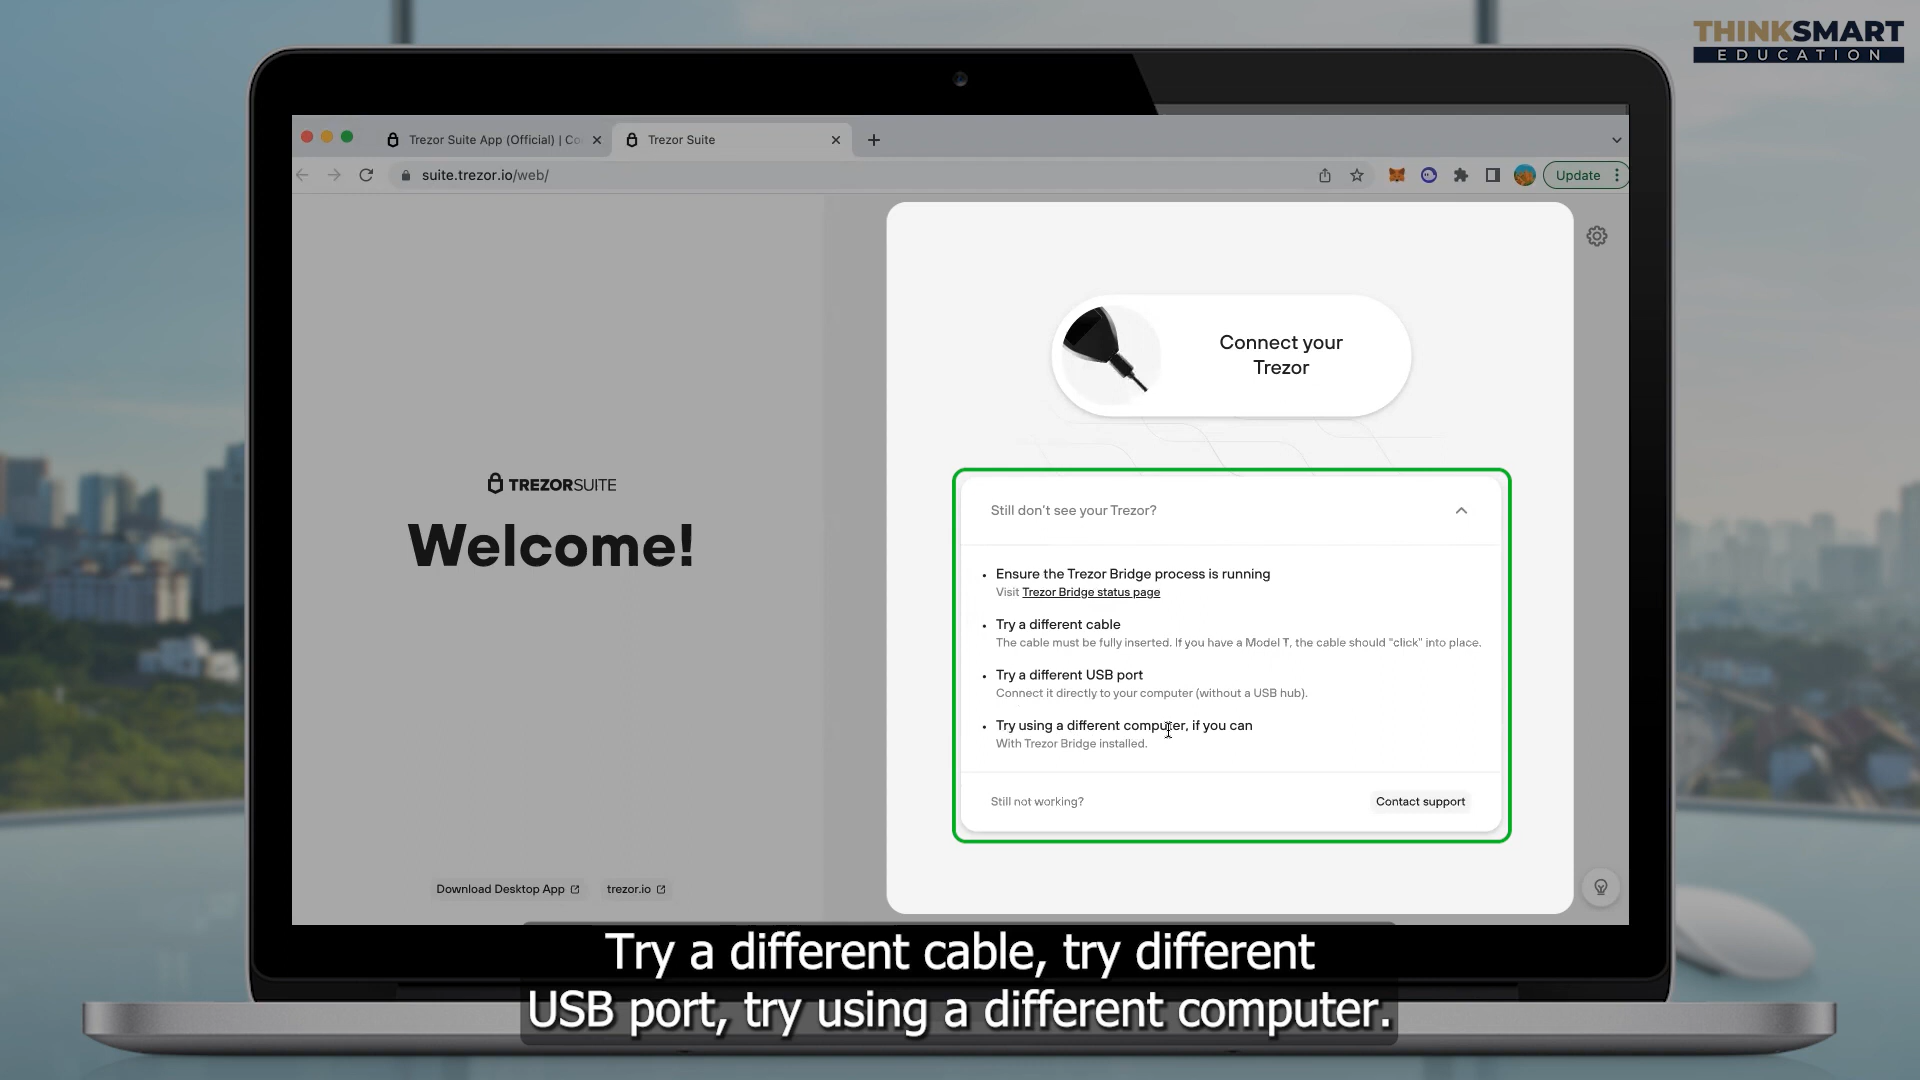 THINKSMART
EDUCATION
Trezor Suite App (Official) | Co
Trezor Suite
suite.trezor.io/web/
Update
TREZORSUITE
Welcome!
Download Desktop App
trezor.io
Connect your
Trezor
Still don't see your Trezor?
• Ensure the Trezor Bridge process is running
Visit Trezor Bridge status page
• Try a different cable
The cable must be fully inserted. If you have a Model T, the cable should "click" into place.
• Try a different USB port
Connect it directly to your computer (without a USB hub).
• Try using a different computer, if you can
With Trezor Bridge installed.
Still not working?
Contact support
Try a different cable, try different
USB port, try using a different computer.